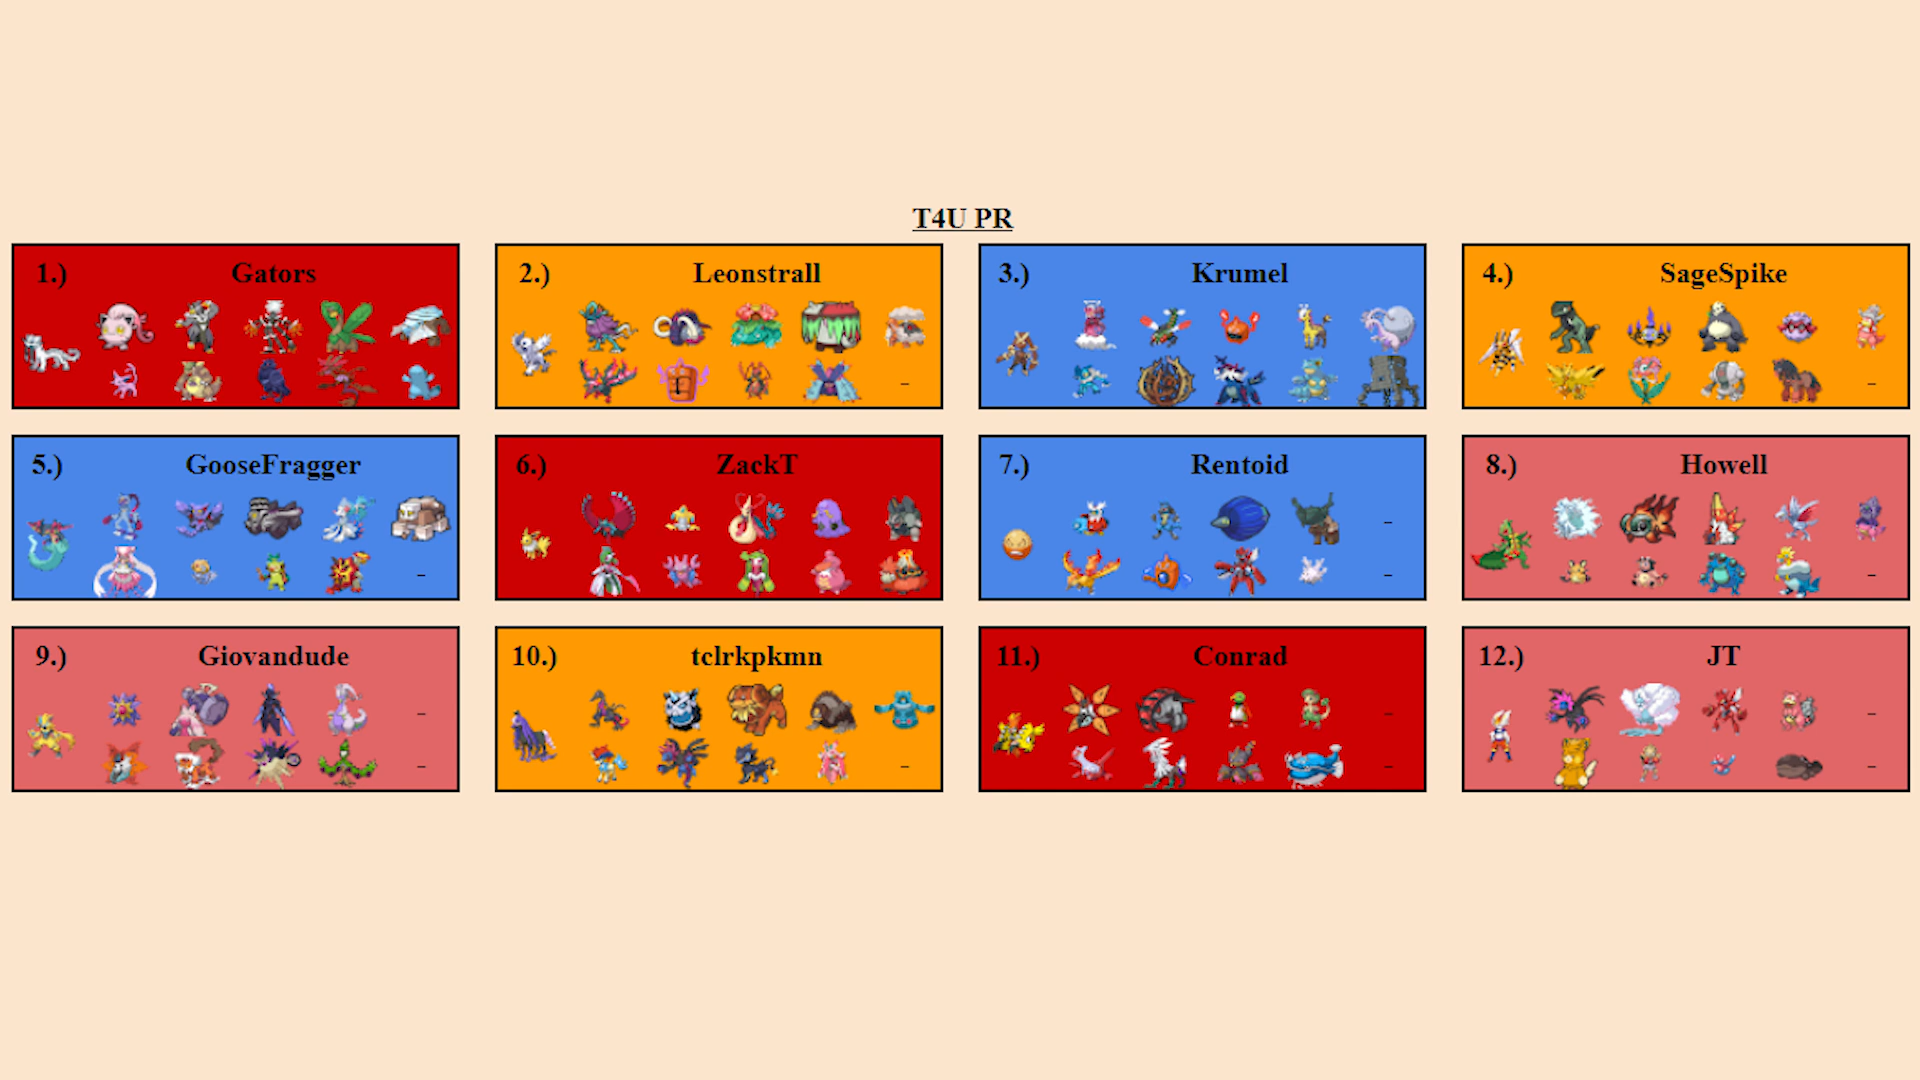 T4U PR
1.) Gators
2.) Leonstrall
3.) Krumel
4.) SageSpike
5.) GooseFragger
6.) ZackT
7.) Rentoid
8.) Howell
9.) Giovandude
10.) tclrkpkmn
11.) Conrad
12.) JT